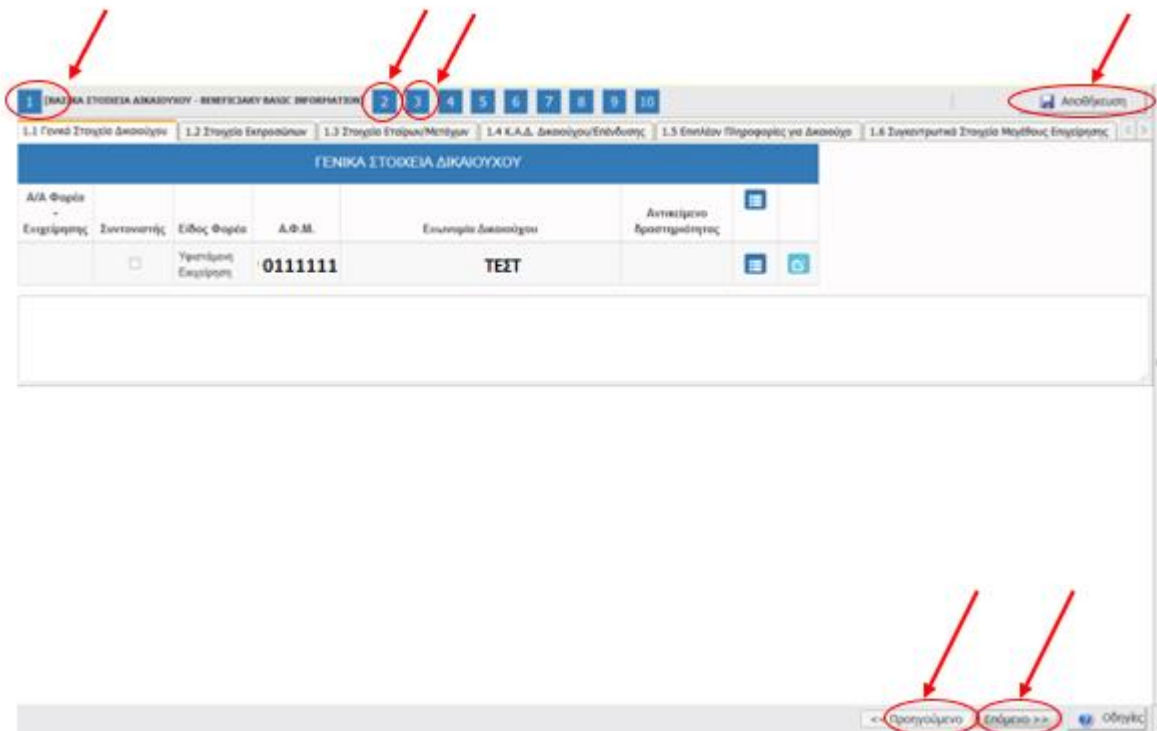 1 [ΒΑΣΙΚΑ ΣΤΟΙΧΕΙΑ ΔΙΚΑΙΟΥΧΟΥ - BENEFICIARY BASIC INFORMATION] 2 3 4 5 6 7 8 9 10 Αποθήκευση
1.1 Γενικά Στοιχεία Δικαιούχου 1.2 Στοιχεία Εκπροσώπων 1.3 Στοιχεία Εταίρων/Μετόχων 1.4 Κ.Α.Δ. Δικαιούχου/Επένδυσης 1.5 Επιπλέον Πληροφορίες για Δικαιούχο 1.6 Συγκεντρωτικά Στοιχεία Μεγέθους Επιχείρησης
ΓΕΝΙΚΑ ΣΤΟΙΧΕΙΑ ΔΙΚΑΙΟΥΧΟΥ
Α/Α Φορέα
-
Επιχείρησης Συντονιστής Είδος Φορέα Α.Φ.Μ. Επωνυμία Δικαιούχου Αντικείμενο
δραστηριότητας
Υφιστάμενη
Επιχείρηση 0111111 ΤΕΣΤ
<< Προηγούμενο Επόμενο >> Οδηγίες